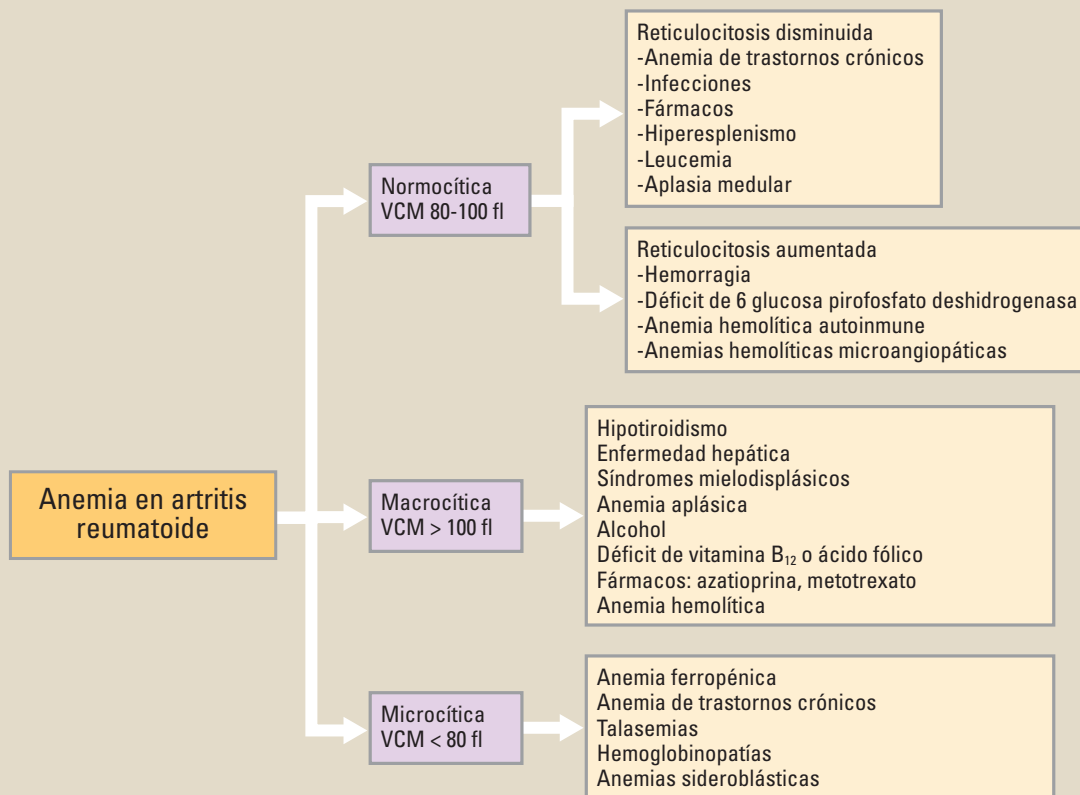 Anemia en artritis
reumatoide
Normocítica
VCM 80-100 fl
Reticulocitosis disminuida
-Anemia de trastornos crónicos
-Infecciones
-Fármacos
-Hiperesplenismo
-Leucemia
-Aplasia medular
Reticulocitosis aumentada
-Hemorragia
-Déficit de 6 glucosa pirofosfato deshidrogenasa
-Anemia hemolítica autoinmune
-Anemias hemolíticas microangiopáticas
Macrocítica
VCM > 100 fl
Hipotiroidismo
Enfermedad hepática
Síndromes mielodisplásicos
Anemia aplásica
Alcohol
Déficit de vitamina B₁₂ o ácido fólico
Fármacos: azatioprina, metotrexato
Anemia hemolítica
Microcítica
VCM < 80 fl
Anemia ferropénica
Anemia de trastornos crónicos
Talasemias
Hemoglobinopatías
Anemias sideroblásticas